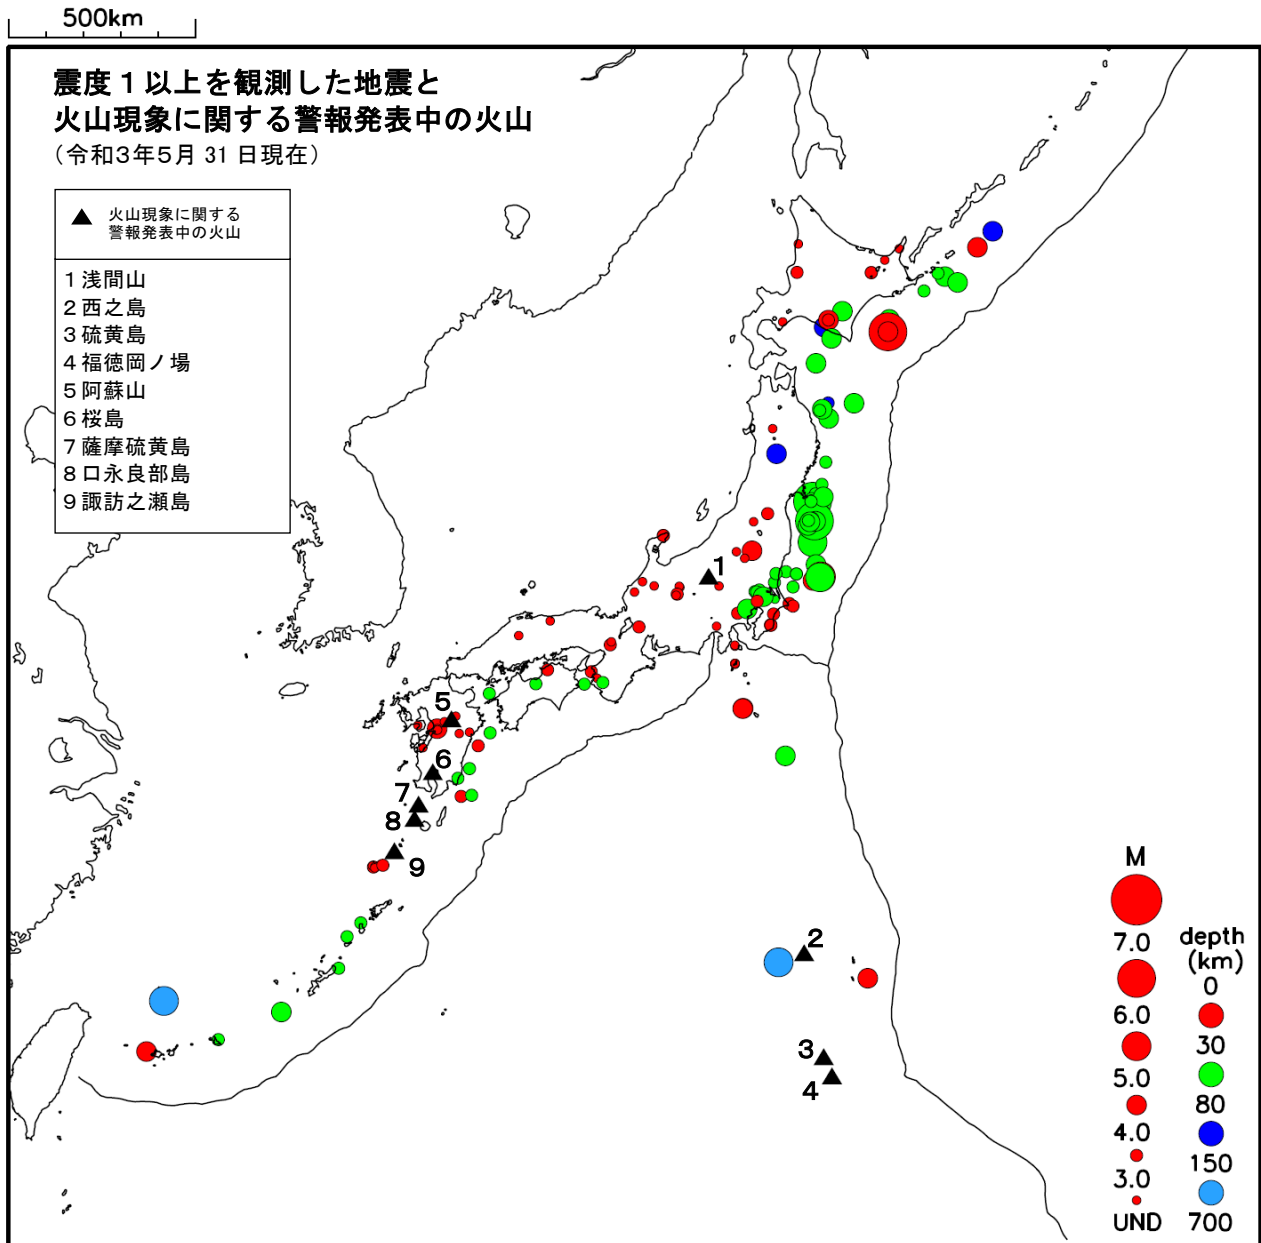 500km
震度１以上を観測した地震と
火山現象に関する警報発表中の火山
（令和3年5月 31 日現在）
火山現象に関する
警報発表中の火山
1 浅間山
2 西之島
3 硫黄島
4 福徳岡ノ場
5 阿蘇山
6 桜島
7 薩摩硫黄島
8 口永良部島
9 諏訪之瀬島
1
5
6
7
8
9
2
3
4
M
7.0
6.0
5.0
4.0
3.0
UND
depth
(km)
0
30
80
150
700